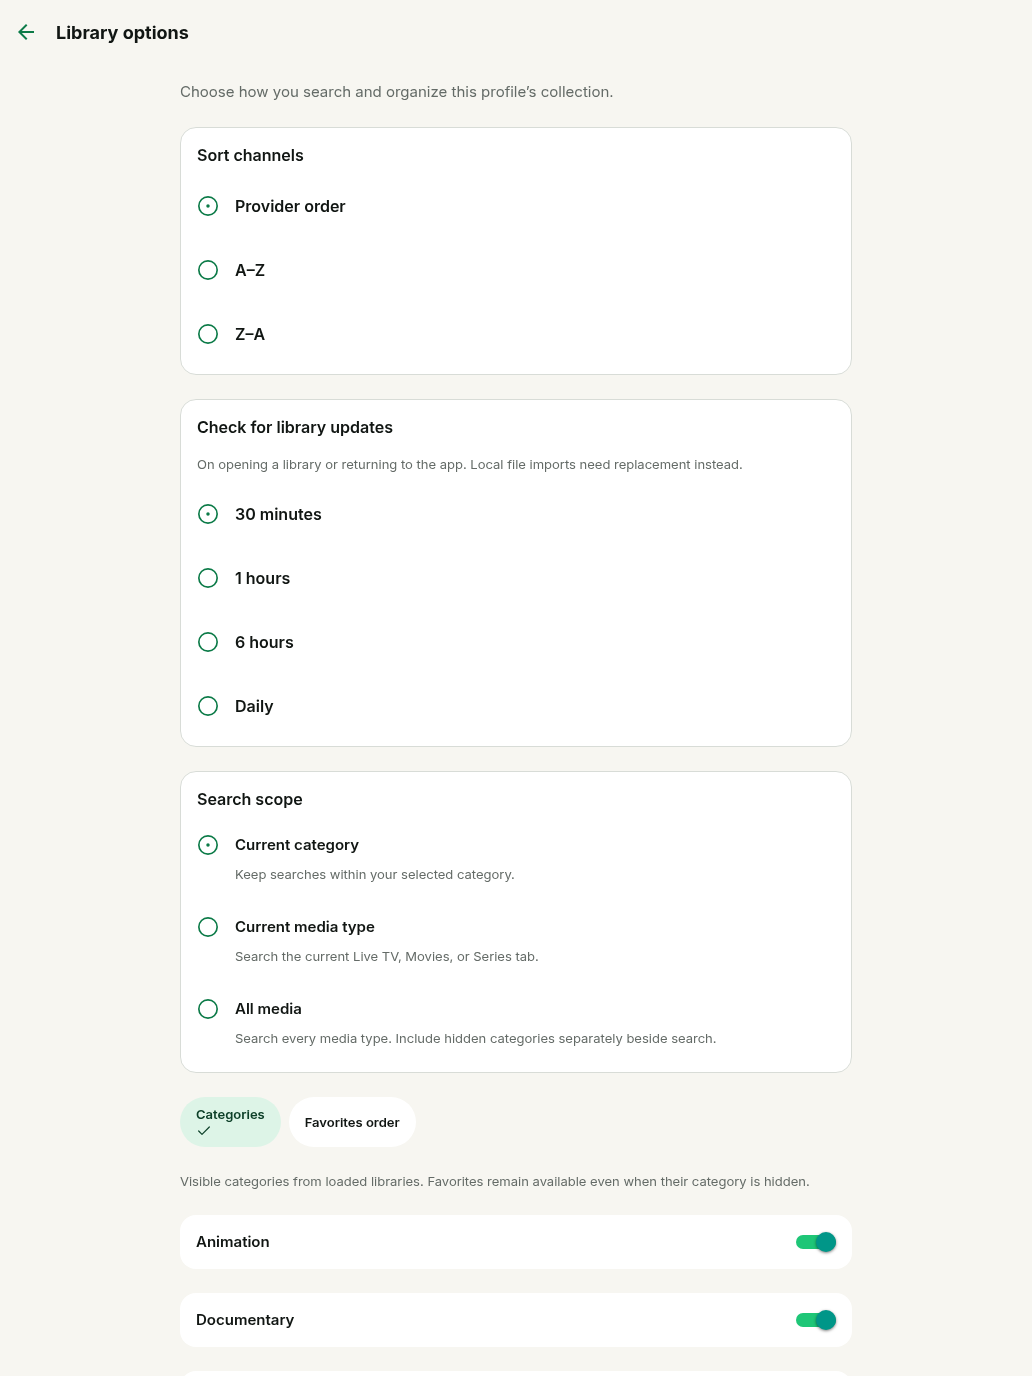 Library options
Choose how you search and organize this profile’s collection.
Sort channels
Provider order
A–Z
Z–A
Check for library updates
On opening a library or returning to the app. Local file imports need replacement instead.
30 minutes
1 hours
6 hours
Daily
Search scope
Current category
Keep searches within your selected category.
Current media type
Search the current Live TV, Movies, or Series tab.
All media
Search every media type. Include hidden categories separately beside search.
Categories
Favorites order
Visible categories from loaded libraries. Favorites remain available even when their category is hidden.
Animation
Documentary